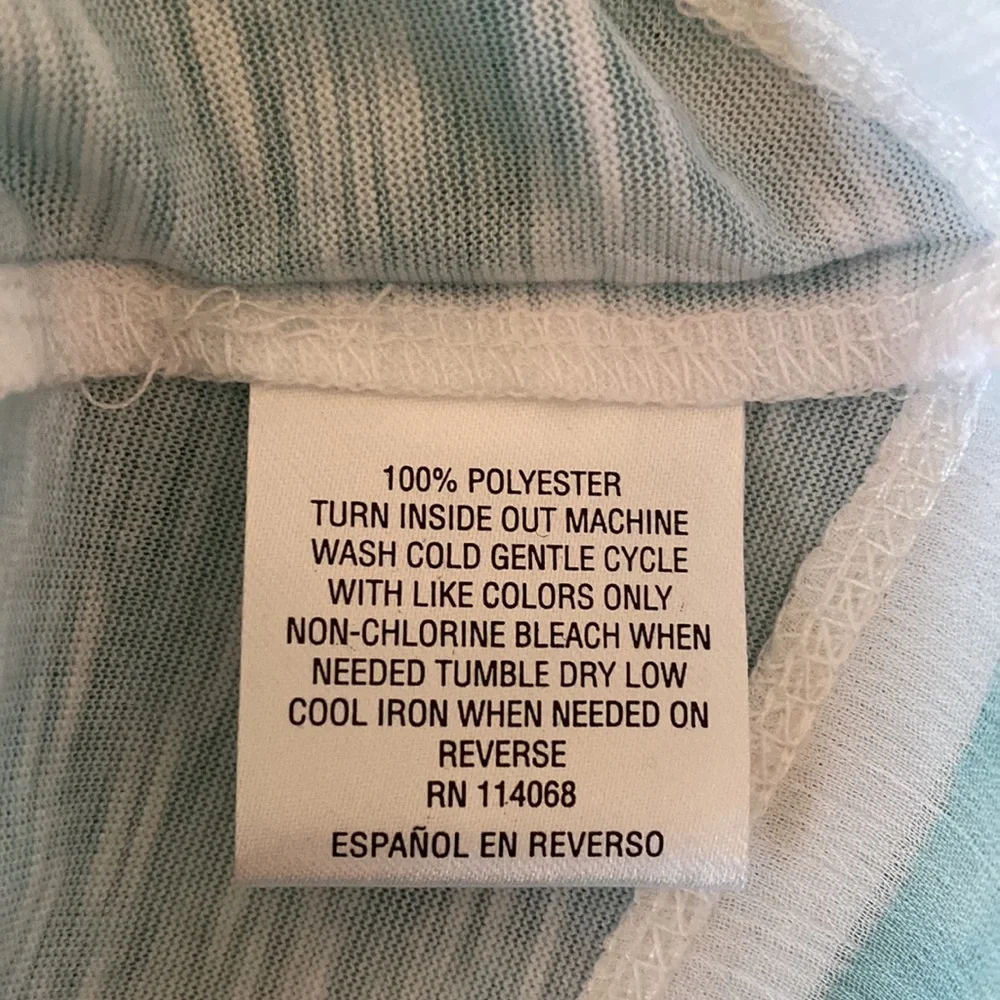 100% POLYESTER
TURN INSIDE OUT MACHINE
WASH COLD GENTLE CYCLE
WITH LIKE COLORS ONLY
NON-CHLORINE BLEACH WHEN
NEEDED TUMBLE DRY LOW
COOL IRON WHEN NEEDED ON
REVERSE
RN 114068
ESPAÑOL EN REVERSO